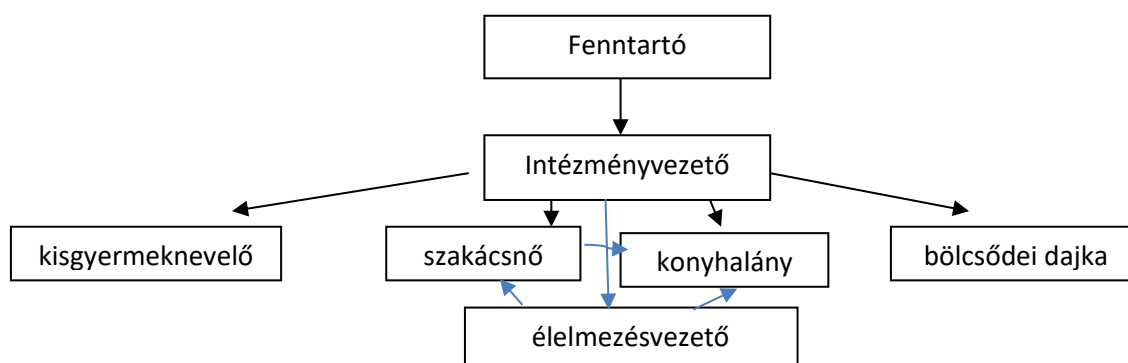 Fenntartó
Intézményvezető
kisgyermeknevelő
szakácsnő
konyhalány
bölcsődei dajka
élelmezésvezető